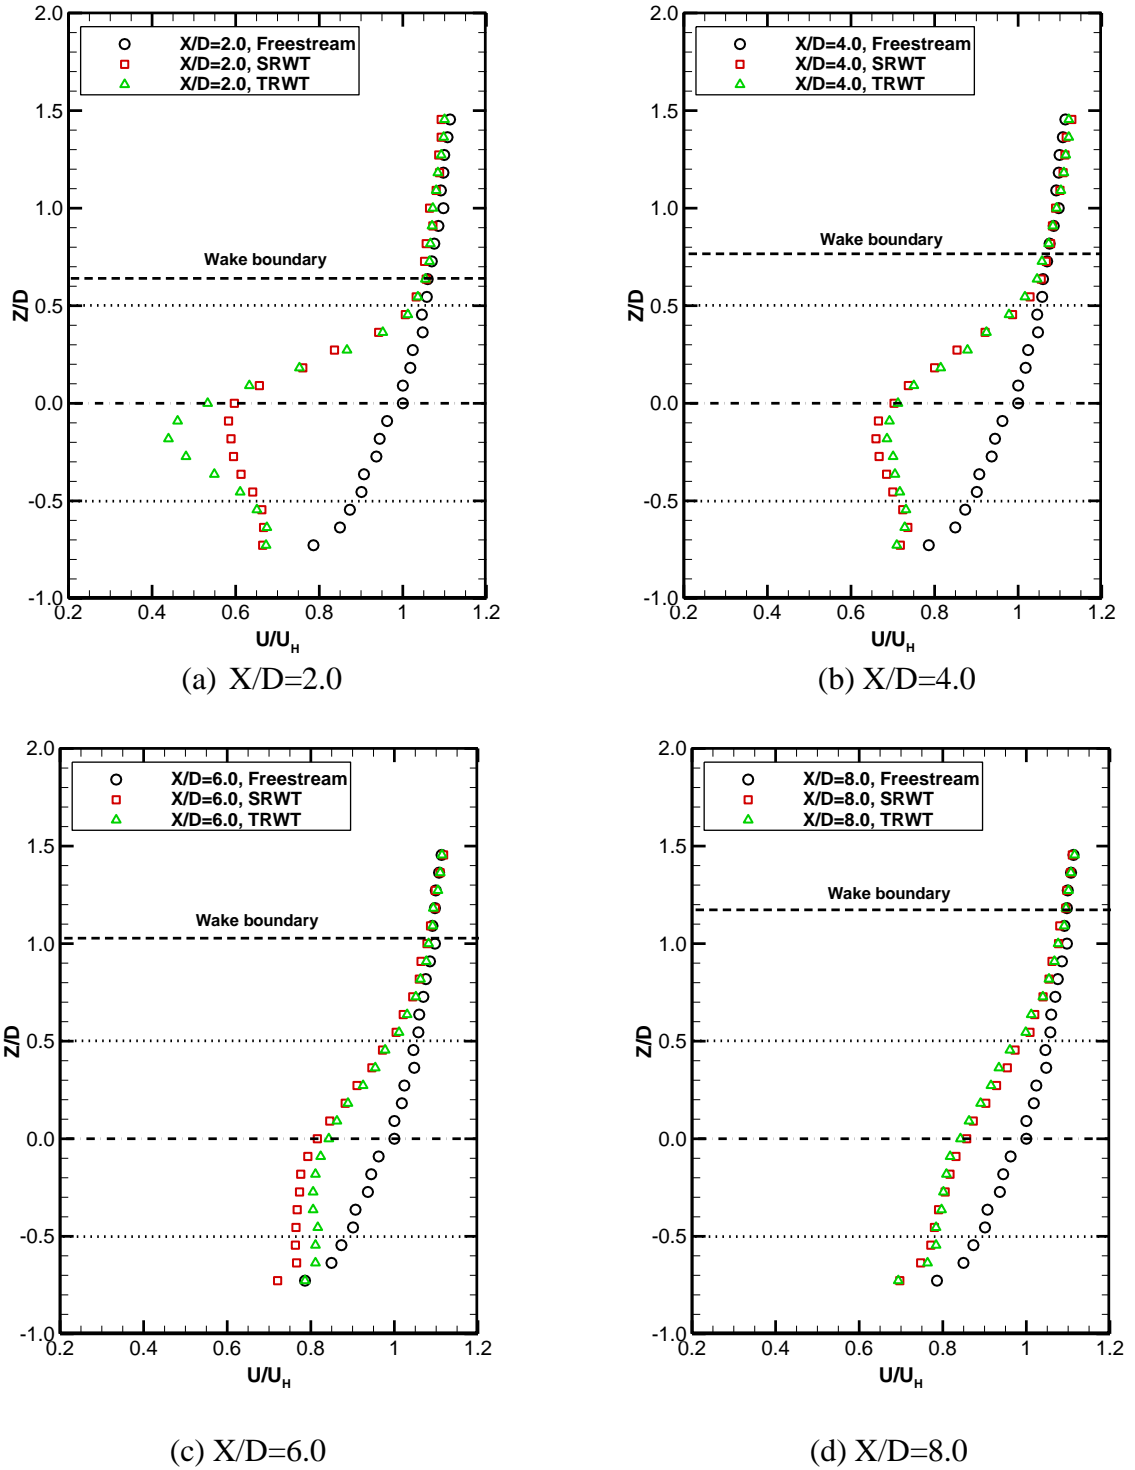 2.0
X/D=2.0, Freestream
X/D=2.0, SRWT
X/D=2.0, TRWT
1.5
1.0
Wake boundary
0.5
Z/D
0.0
-0.5
-1.0
0.2 0.4 0.6 0.8 1 1.2
U/U_H
(a) X/D=2.0
2.0
X/D=4.0, Freestream
X/D=4.0, SRWT
X/D=4.0, TRWT
1.5
1.0
Wake boundary
0.5
Z/D
0.0
-0.5
-1.0
0.2 0.4 0.6 0.8 1 1.2
U/U_H
(b) X/D=4.0
2.0
X/D=6.0, Freestream
X/D=6.0, SRWT
X/D=6.0, TRWT
1.5
Wake boundary
1.0
0.5
Z/D
0.0
-0.5
-1.0
0.2 0.4 0.6 0.8 1 1.2
U/U_H
(c) X/D=6.0
2.0
X/D=8.0, Freestream
X/D=8.0, SRWT
X/D=8.0, TRWT
1.5
Wake boundary
1.0
0.5
Z/D
0.0
-0.5
-1.0
0.2 0.4 0.6 0.8 1 1.2
U/U_H
(d) X/D=8.0